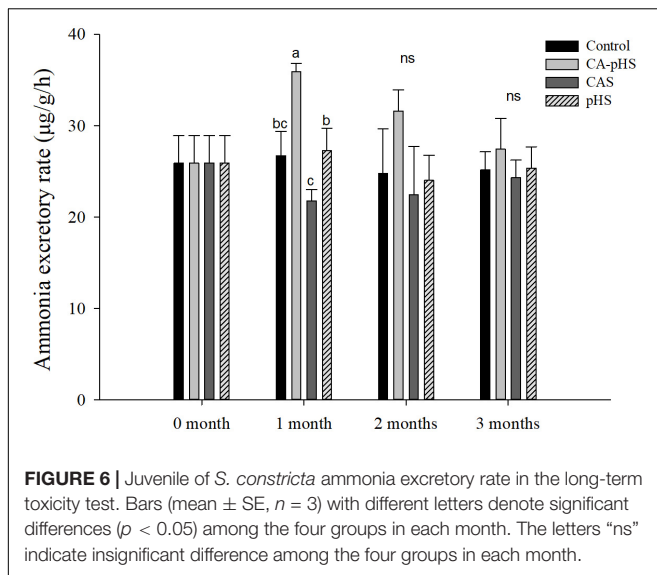 40
30
20
10
0
Ammonia excretory rate (µg/g/h)
Control
CA-pHS
CAS
pHS
a
bc
b
c
ns
ns
0 month
1 month
2 months
3 months
FIGURE 6 | Juvenile of S. constricta ammonia excretory rate in the long-term
toxicity test. Bars (mean ± SE, n = 3) with different letters denote significant
differences (p < 0.05) among the four groups in each month. The letters “ns”
indicate insignificant difference among the four groups in each month.